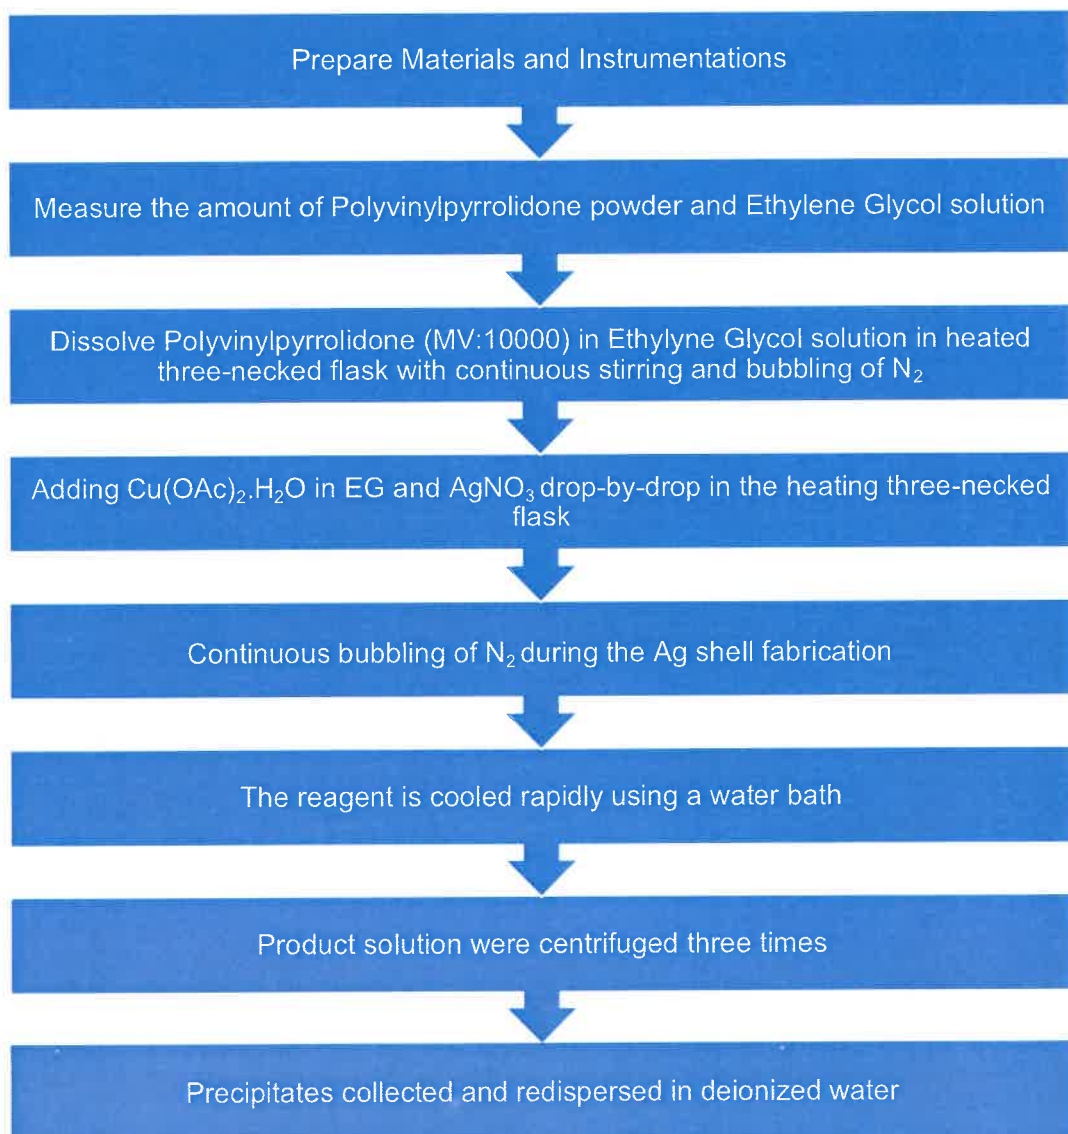 Prepare Materials and Instrumentations
Measure the amount of Polyvinylpyrrolidone powder and Ethylene Glycol solution
Dissolve Polyvinylpyrrolidone (MV:10000) in Ethylyne Glycol solution in heated
three-necked flask with continuous stirring and bubbling of N₂
Adding Cu(OAc)₂.H₂O in EG and AgNO₃ drop-by-drop in the heating three-necked
flask
Continuous bubbling of N₂ during the Ag shell fabrication
The reagent is cooled rapidly using a water bath
Product solution were centrifuged three times
Precipitates collected and redispersed in deionized water